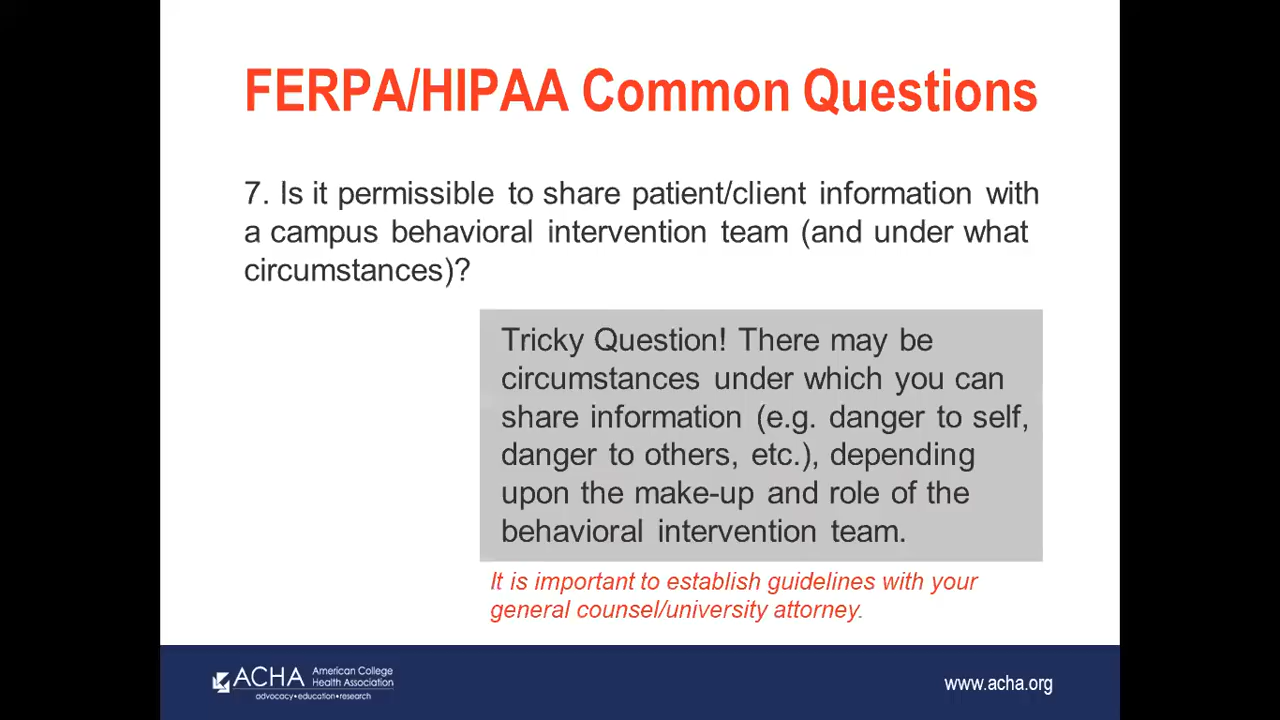 FERPA/HIPAA Common Questions
7. Is it permissible to share patient/client information with
a campus behavioral intervention team (and under what
circumstances)?
Tricky Question! There may be
circumstances under which you can
share information (e.g. danger to self,
danger to others, etc.), depending
upon the make-up and role of the
behavioral intervention team.
It is important to establish guidelines with your
general counsel/university attorney.
ACHA American College
Health Association
advocacy•education•research
www.acha.org